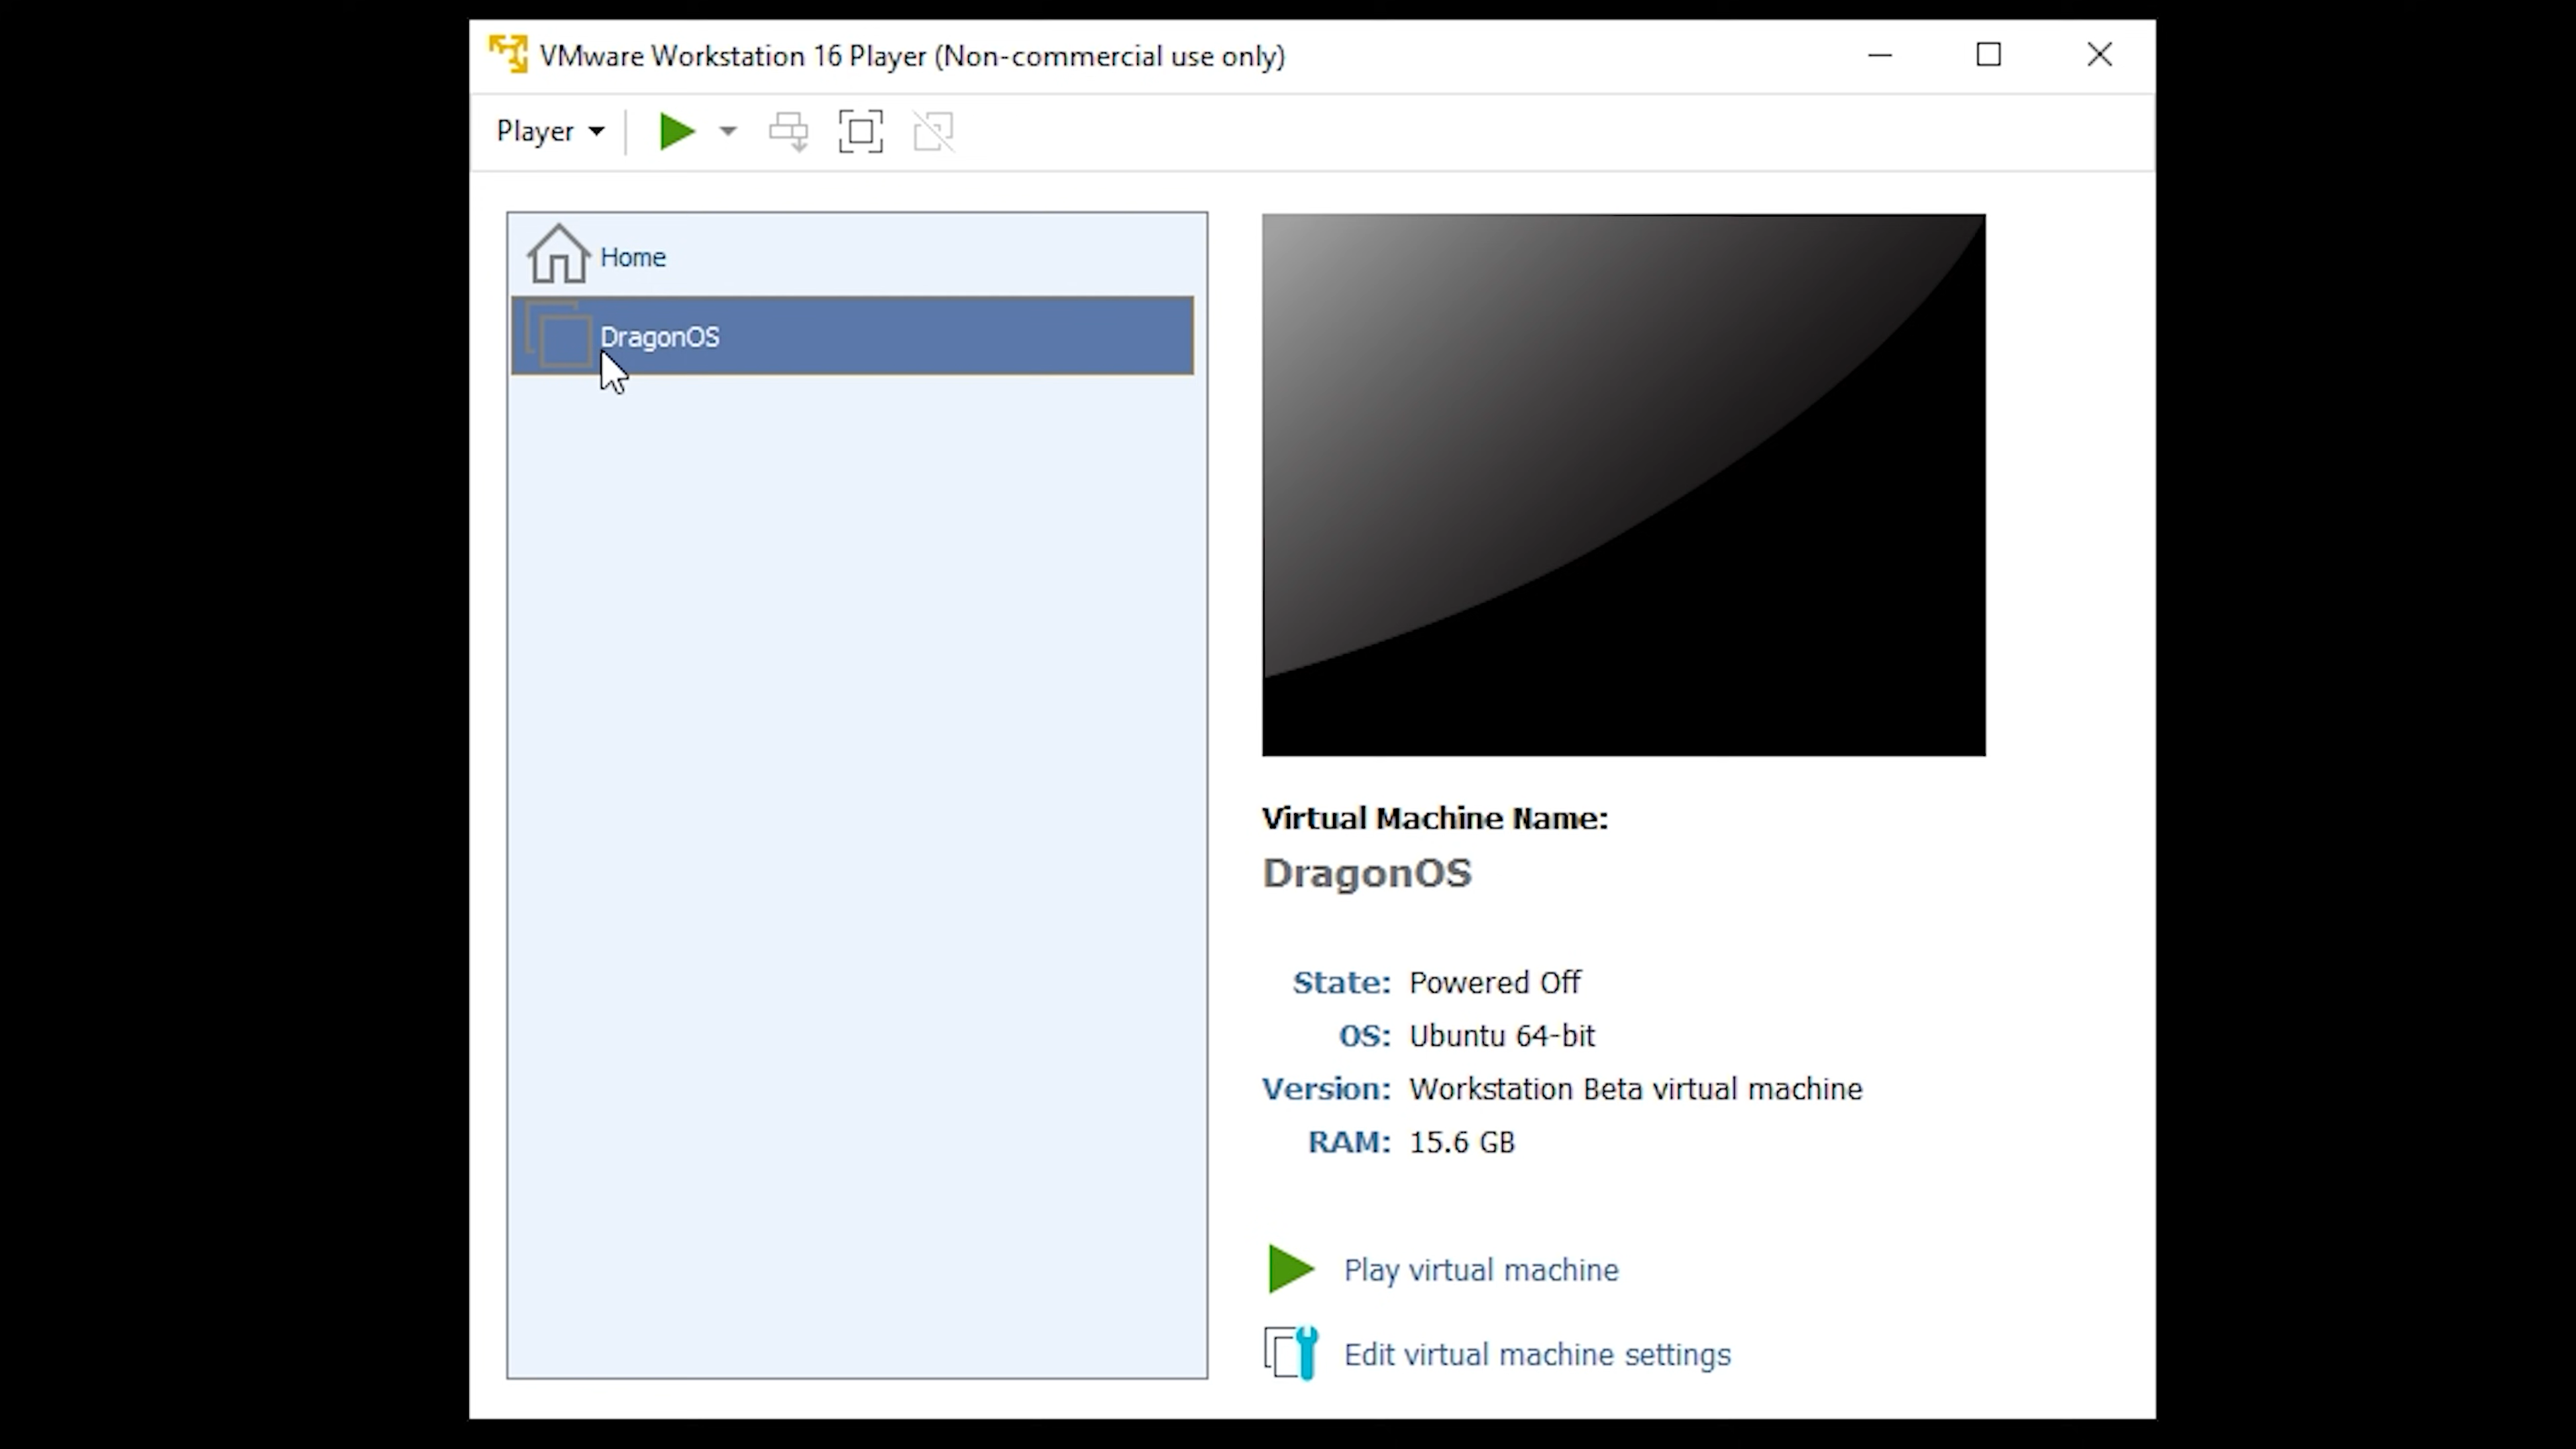 VMware Workstation 16 Player (Non-commercial use only)
Player
Home
DragonOS
Virtual Machine Name:
DragonOS
State: Powered Off
OS: Ubuntu 64-bit
Version: Workstation Beta virtual machine
RAM: 15.6 GB
Play virtual machine
Edit virtual machine settings